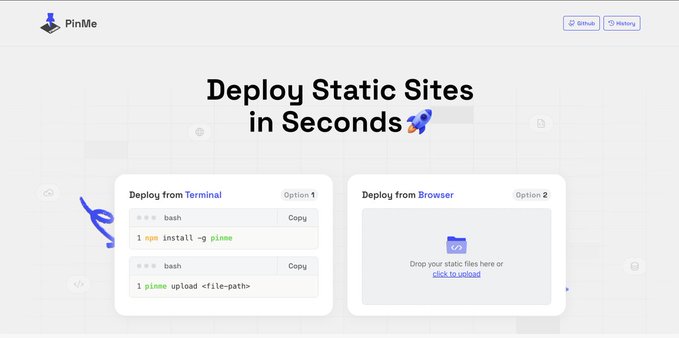 PinMe
Github
History
Deploy Static Sites
in Seconds🚀
Deploy from Terminal
Option 1
bash
Copy
1 npm install -g pinme
bash
Copy
1 pinme upload <file-path>
Deploy from Browser
Option 2
Drop your static files here or
click to upload